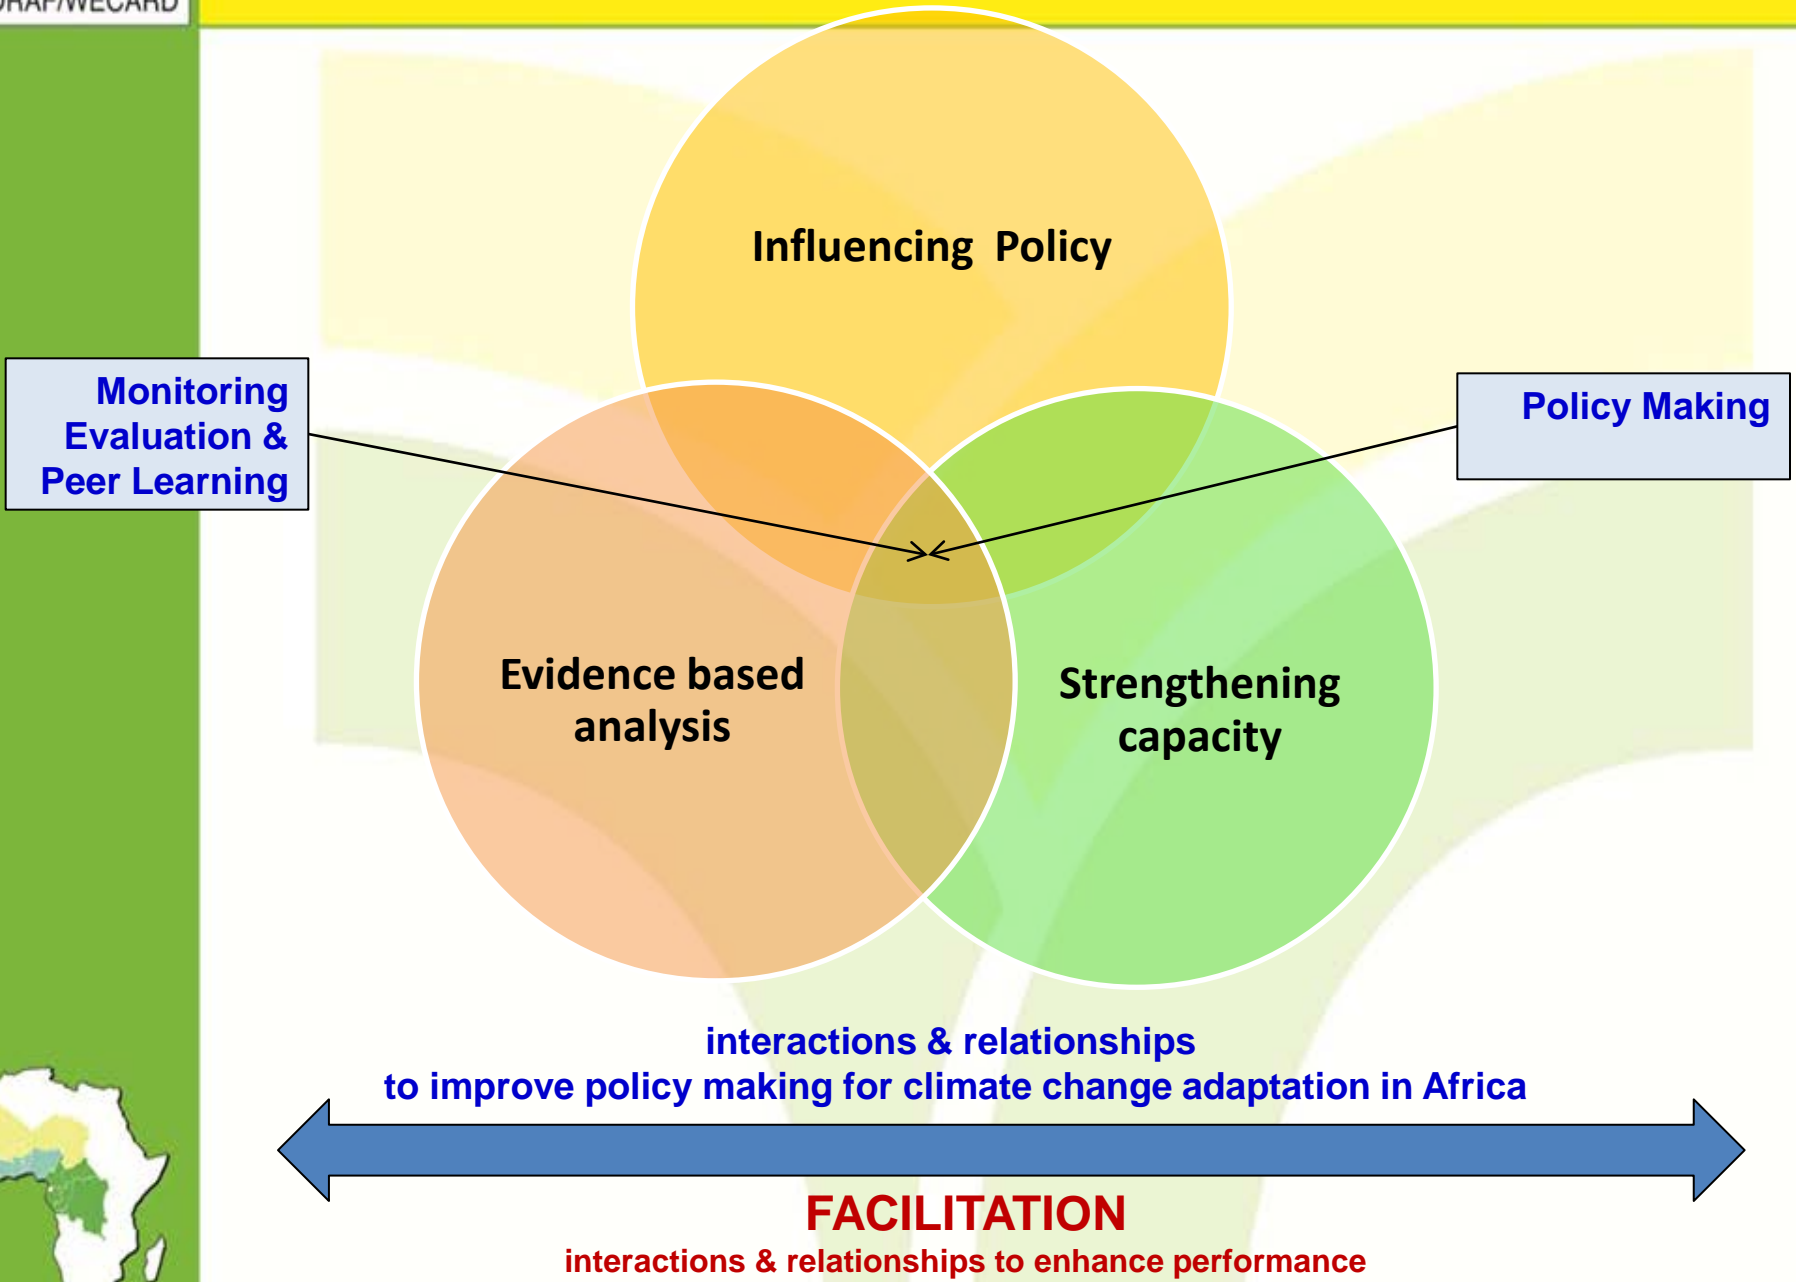 /WECARD
Influencing Policy
Monitoring
Evaluation &
Peer Learning
Policy Making
Evidence based
analysis
Strengthening
capacity
interactions & relationships
to improve policy making for climate change adaptation in Africa
FACILITATION
interactions & relationships to enhance performance